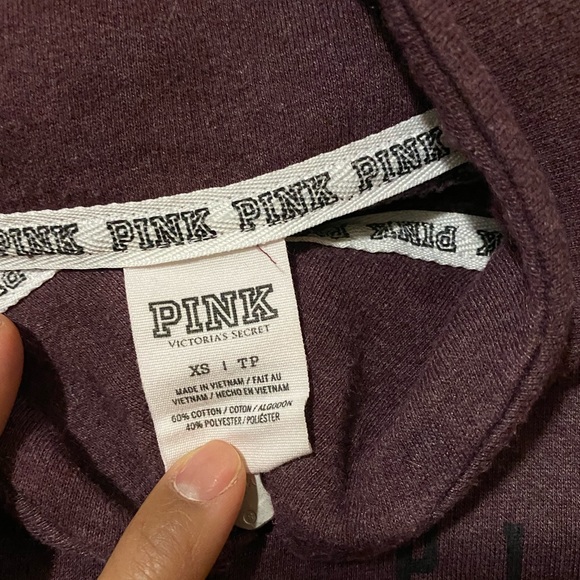 PINK PINK PINK PINK
PINK PINK
PINK
VICTORIA'S SECRET
XS | TP
MADE IN VIETNAM / FAIT AU
VIETNAM / HECHO EN VIETNAM
60% COTTON / COTON / ALGODÓN
40% POLYESTER / POLIÉSTER